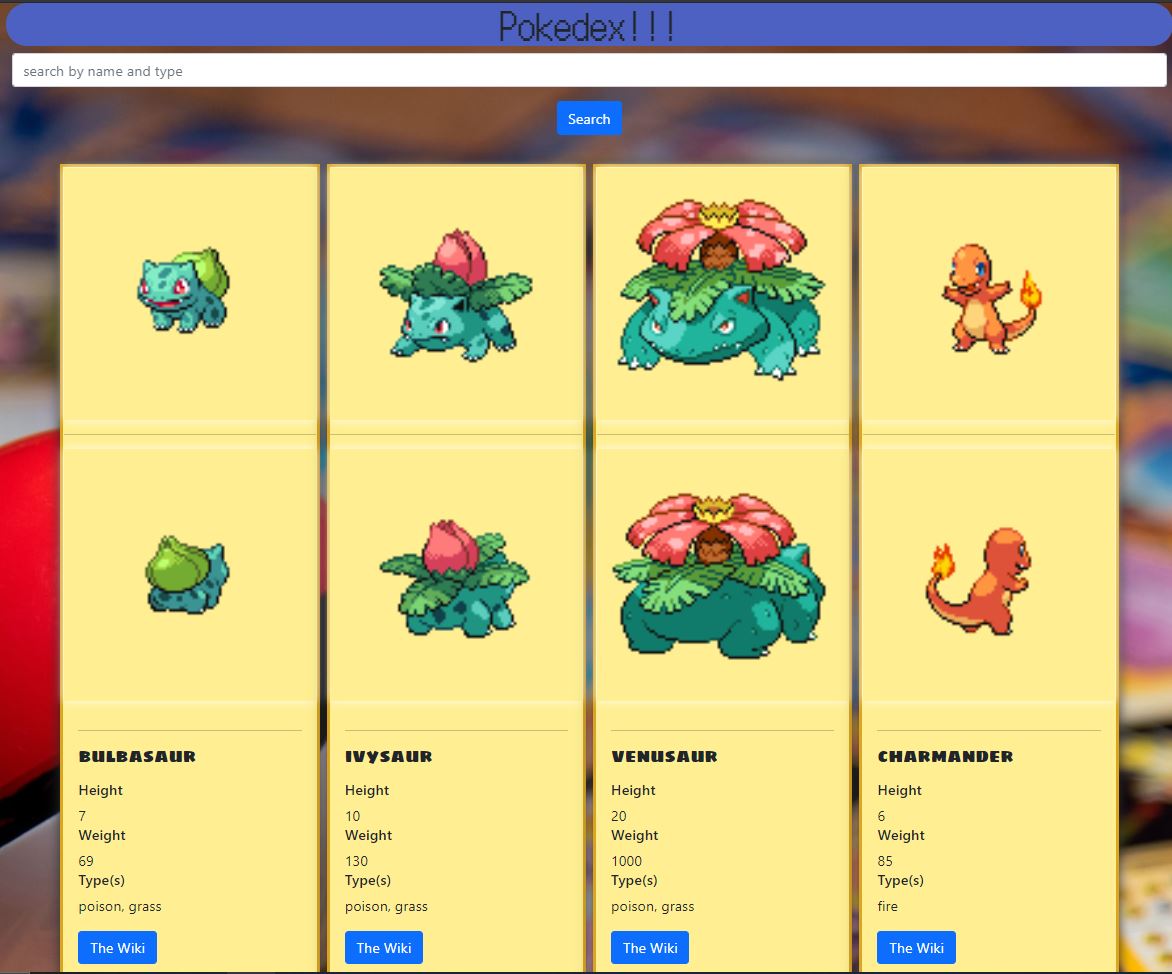 Pokedex!!!
search by name and type
Search
BULBASAUR
Height
7
Weight
69
Type(s)
poison, grass
The Wiki
IVYSAUR
Height
10
Weight
130
Type(s)
poison, grass
The Wiki
VENUSAUR
Height
20
Weight
1000
Type(s)
poison, grass
The Wiki
CHARMANDER
Height
6
Weight
85
Type(s)
fire
The Wiki